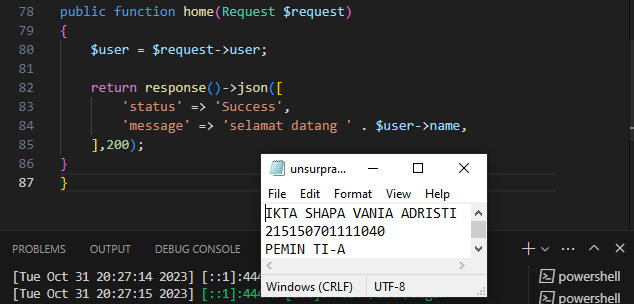 78 public function home(Request $request)
79 {
80 $user = $request->user;
81
82 return response()->json([
83 'status' => 'Success',
84 'message' => 'selamat datang ' . $user->name,
85 ],200);
86 }
87 }
unsurpra...
File Edit Format View Help
IKTA SHAPA VANIA ADRISTI
215150701111040
PEMIN TI-A
Windows (CRLF) UTF-8
PROBLEMS OUTPUT DEBUG CONSOLE
[Tue Oct 31 20:27:14 2023] [::1]:444
powershell
[Tue Oct 31 20:27:15 2023] [::1]:444
powershell